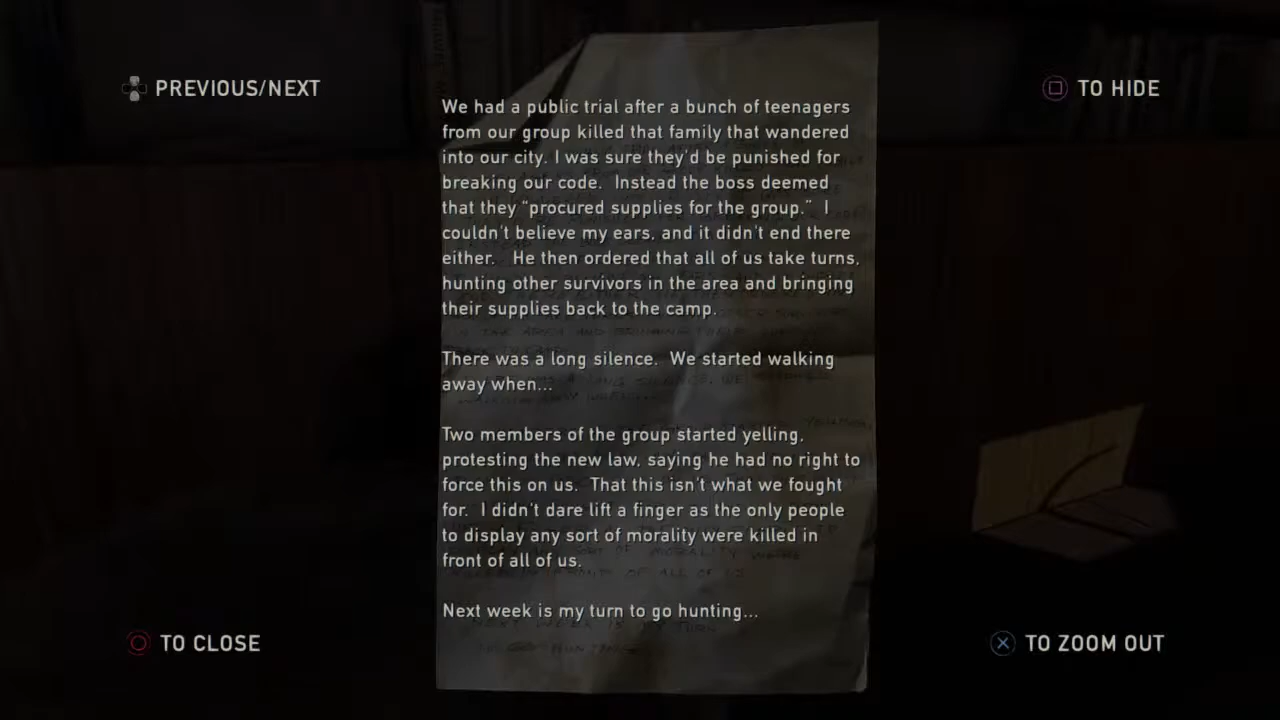 PREVIOUS/NEXT
TO HIDE
We had a public trial after a bunch of teenagers
from our group killed that family that wandered
into our city. I was sure they'd be punished for
breaking our code.  Instead the boss deemed
that they “procured supplies for the group.”  I
couldn't believe my ears, and it didn't end there
either.   He then ordered that all of us take turns,
hunting other survivors in the area and bringing
their supplies back to the camp.
There was a long silence.  We started walking
away when...
Two members of the group started yelling,
protesting the new law, saying he had no right to
force this on us.  That this isn't what we fought
for.  I didn't dare lift a finger as the only people
to display any sort of morality were killed in
front of all of us.
Next week is my turn to go hunting...
TO CLOSE
TO ZOOM OUT